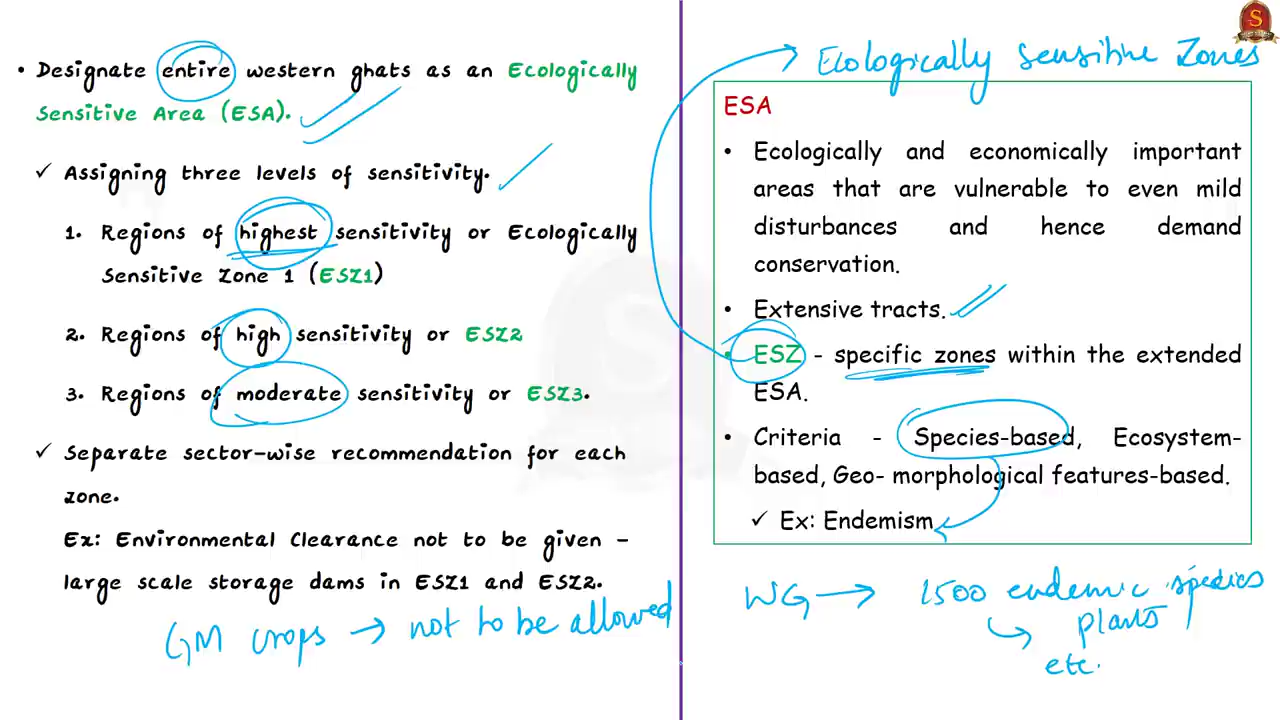 • Designate entire western ghats as an Ecologically
Sensitive Area (ESA).
✓ Assigning three levels of sensitivity.
1. Regions of highest sensitivity or Ecologically
Sensitive Zone 1 (ESZ1)
2. Regions of high sensitivity or ESZ2
3. Regions of moderate sensitivity or ESZ3.
✓ Separate sector-wise recommendation for each
zone.
Ex: Environmental Clearance not to be given –
large scale storage dams in ESZ1 and ESZ2.
GM crops → not to be allowed
Ecologically Sensitive Zones
ESA
• Ecologically and economically important
areas that are vulnerable to even mild
disturbances and hence demand
conservation.
• Extensive tracts.
• ESZ - specific zones within the extended
ESA.
• Criteria - Species-based, Ecosystem-
based, Geo- morphological features-based.
✓ Ex: Endemism
WG → 1500 endemic species
plants
etc.
S